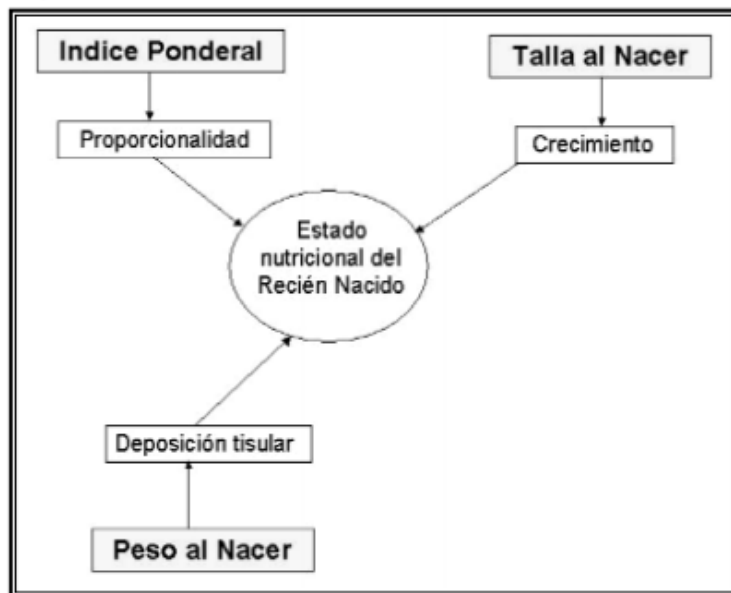 Indice Ponderal
Talla al Nacer
Proporcionalidad
Crecimiento
Estado
nutricional del
Recién Nacido
Deposición tisular
Peso al Nacer